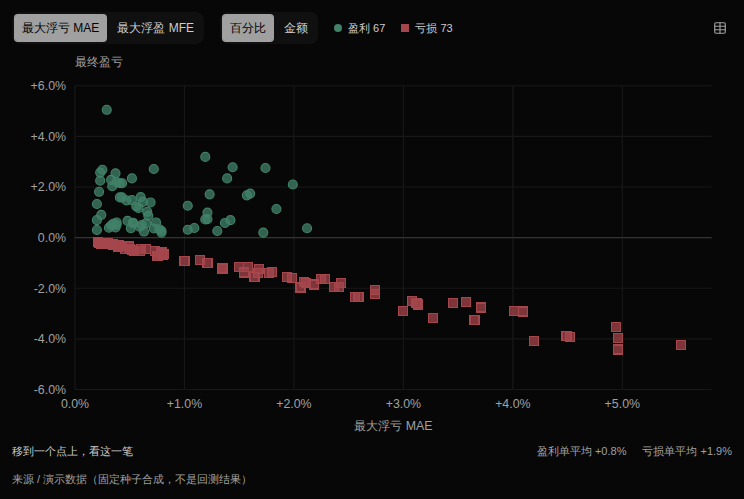 最大浮亏 MAE 最大浮盈 MFE 百分比 金额 盈利 67 亏损 73
最终盈亏
+6.0%
+4.0%
+2.0%
0.0%
-2.0%
-4.0%
-6.0%
0.0% +1.0% +2.0% +3.0% +4.0% +5.0%
最大浮亏 MAE
移到一个点上，看这一笔 盈利单平均 +0.8% 亏损单平均 +1.9%
来源 / 演示数据（固定种子合成，不是回测结果）